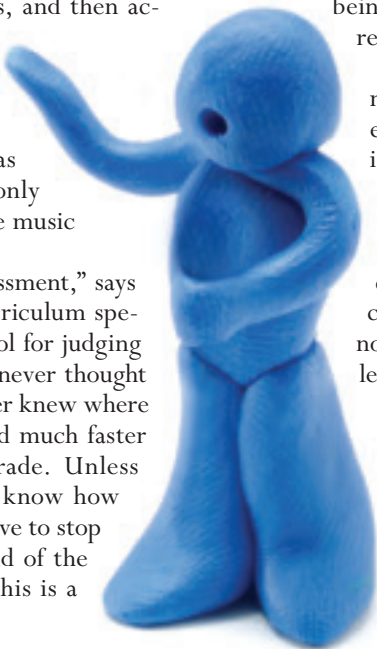 s, and then ac-
as
only
e music
ssment,” says
riculum spe-
ol for judging
never thought
er knew where
d much faster
rade. Unless
know how
ve to stop
d of the
his is a
bein
re
e
i
c
no
le